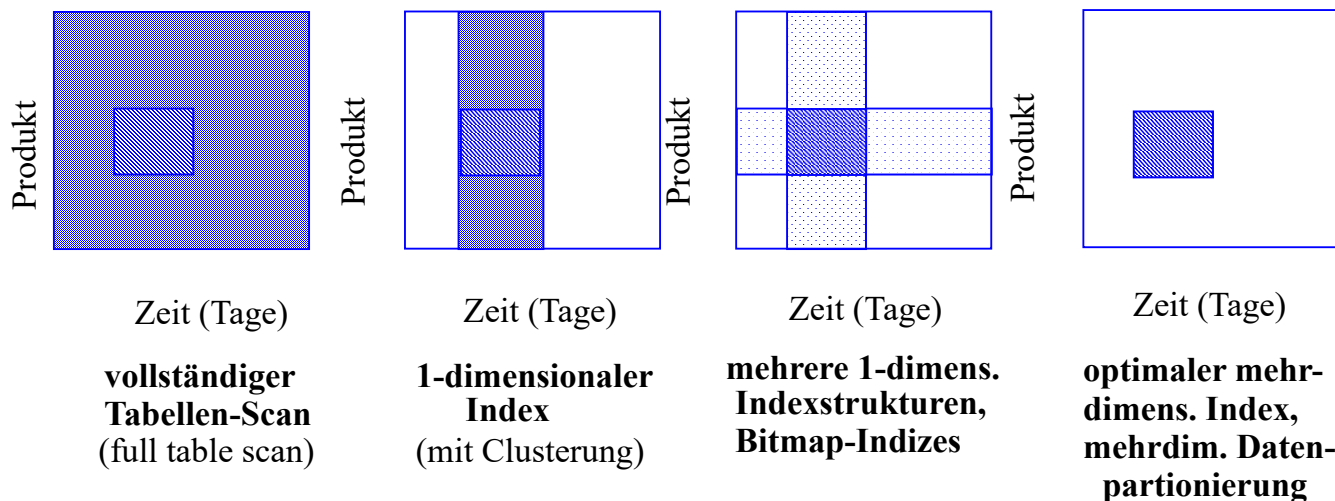 Produkt
Zeit (Tage)
vollständiger
Tabellen-Scan
(full table scan)
Produkt
Zeit (Tage)
1-dimensionaler
Index
(mit Clusterung)
Produkt
Zeit (Tage)
mehrere 1-dimens.
Indexstrukturen,
Bitmap-Indizes
Produkt
Zeit (Tage)
optimaler mehr-
dimens. Index,
mehrdim. Daten-
partionierung